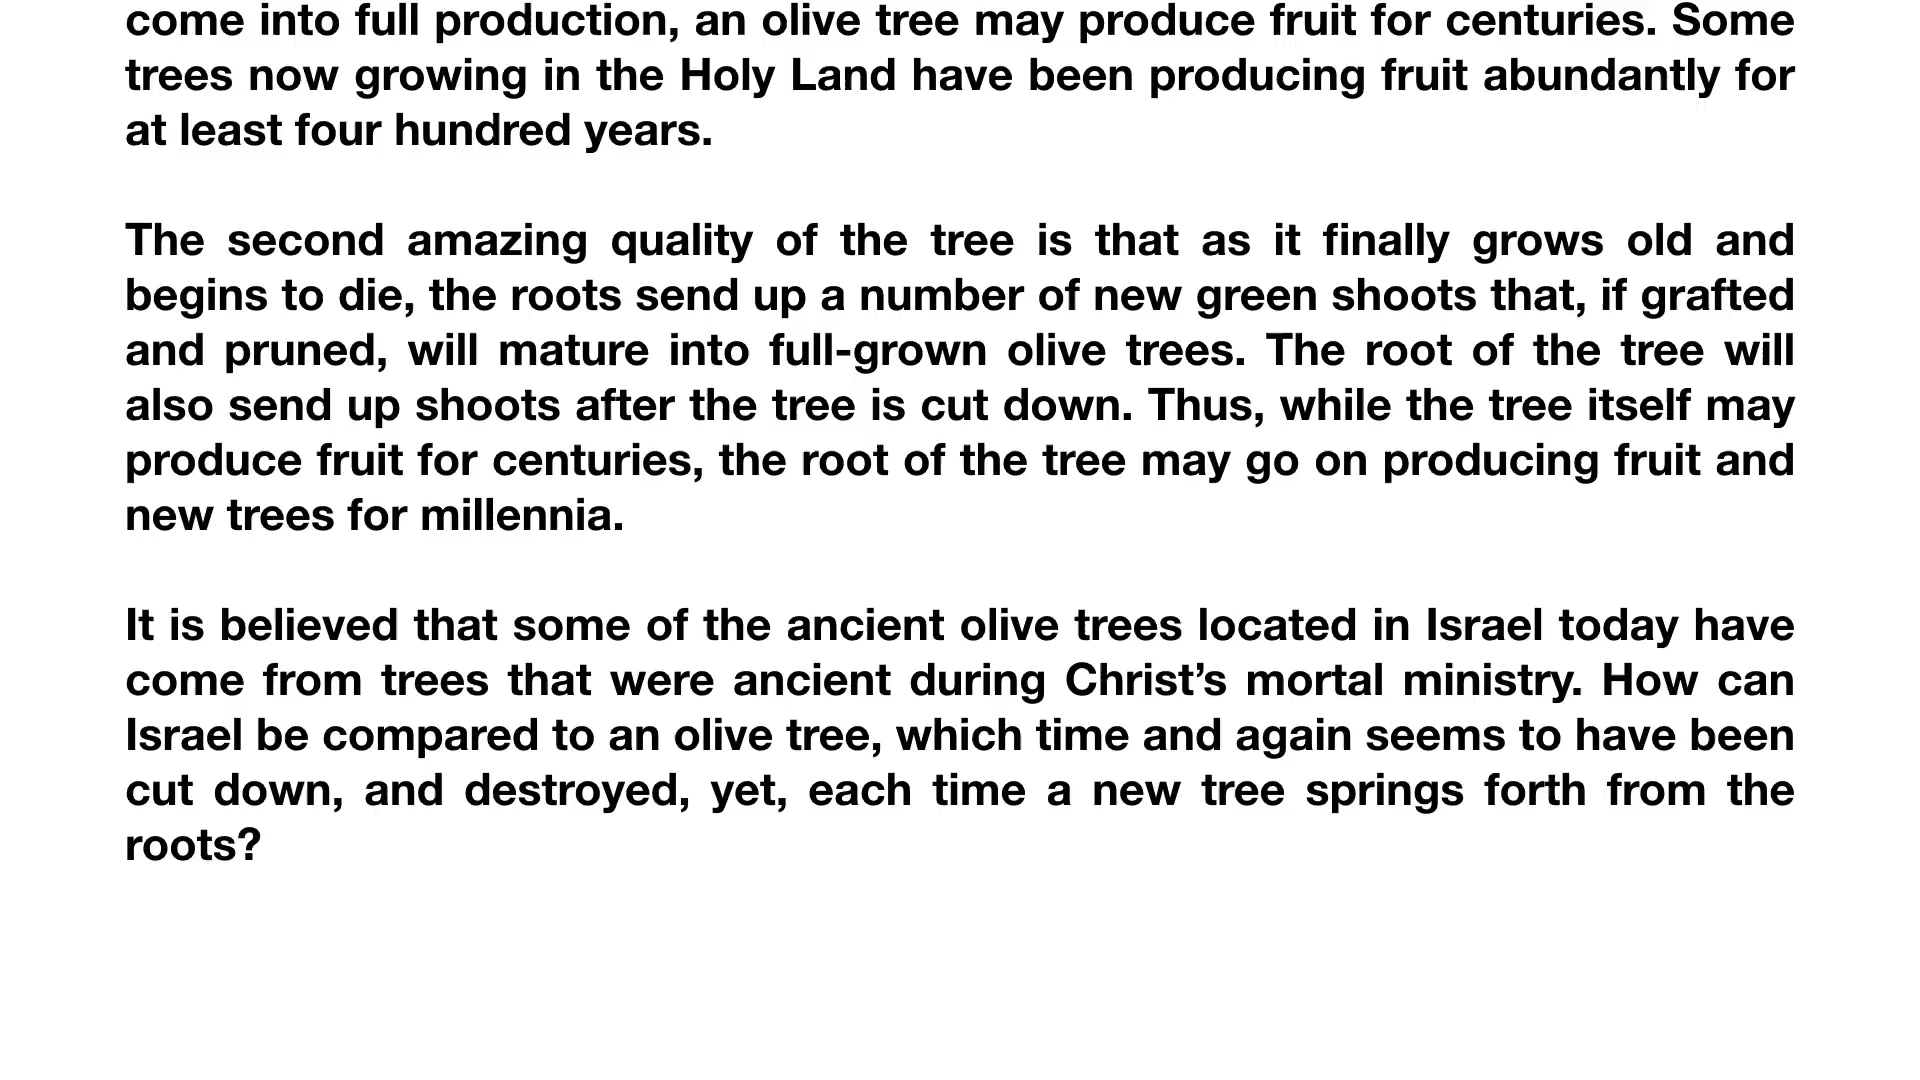 come into full production, an olive tree may produce fruit for centuries. Some
trees now growing in the Holy Land have been producing fruit abundantly for
at least four hundred years.
The second amazing quality of the tree is that as it finally grows old and
begins to die, the roots send up a number of new green shoots that, if grafted
and pruned, will mature into full-grown olive trees. The root of the tree will
also send up shoots after the tree is cut down. Thus, while the tree itself may
produce fruit for centuries, the root of the tree may go on producing fruit and
new trees for millennia.
It is believed that some of the ancient olive trees located in Israel today have
come from trees that were ancient during Christ’s mortal ministry. How can
Israel be compared to an olive tree, which time and again seems to have been
cut down, and destroyed, yet, each time a new tree springs forth from the
roots?